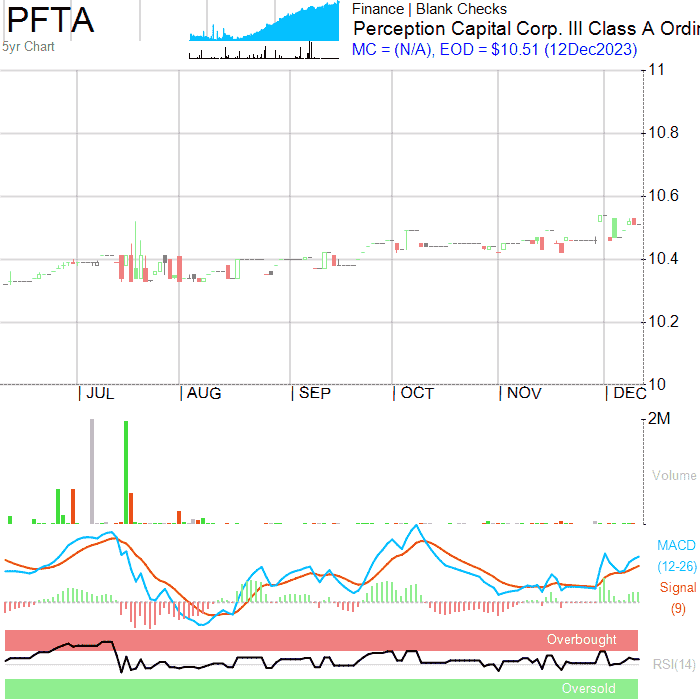 PFTA
5yr Chart
Finance | Blank Checks
Perception Capital Corp. III Class A Ordin
MC = (N/A), EOD = $10.51 (12Dec2023)
11
10.8
10.6
10.4
10.2
10
JUL AUG SEP OCT NOV DEC
2M
Volume
MACD
(12-26)
Signal
(9)
Overbought
RSI(14)
Oversold